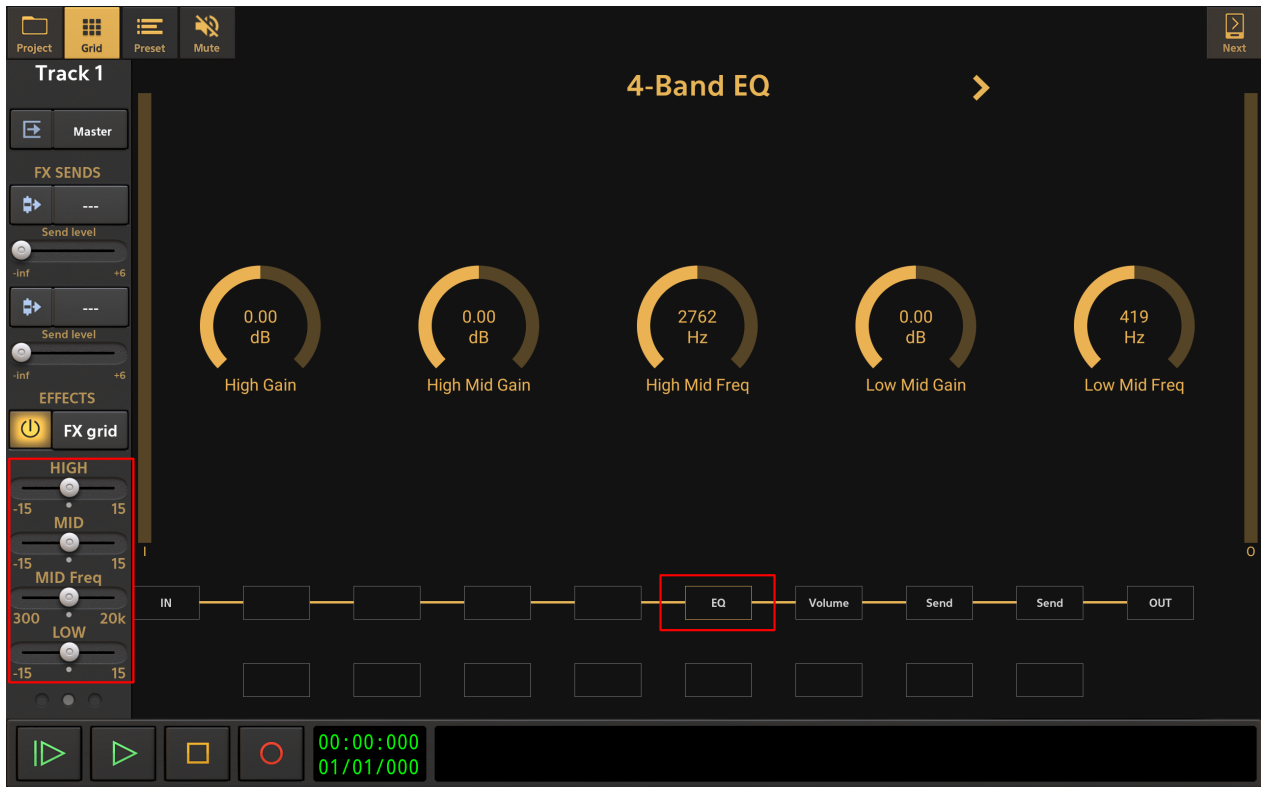 Project Grid Preset Mute Next
Track 1
4-Band EQ
Master
FX SENDS
---
Send level
-inf +6
---
Send level
-inf +6
EFFECTS
FX grid
HIGH
-15 15
MID
-15 15
MID Freq
300 20k
LOW
-15 15
0.00
dB
High Gain
0.00
dB
High Mid Gain
2762
Hz
High Mid Freq
0.00
dB
Low Mid Gain
419
Hz
Low Mid Freq
I O
IN EQ Volume Send Send OUT
00:00:000
01/01/000